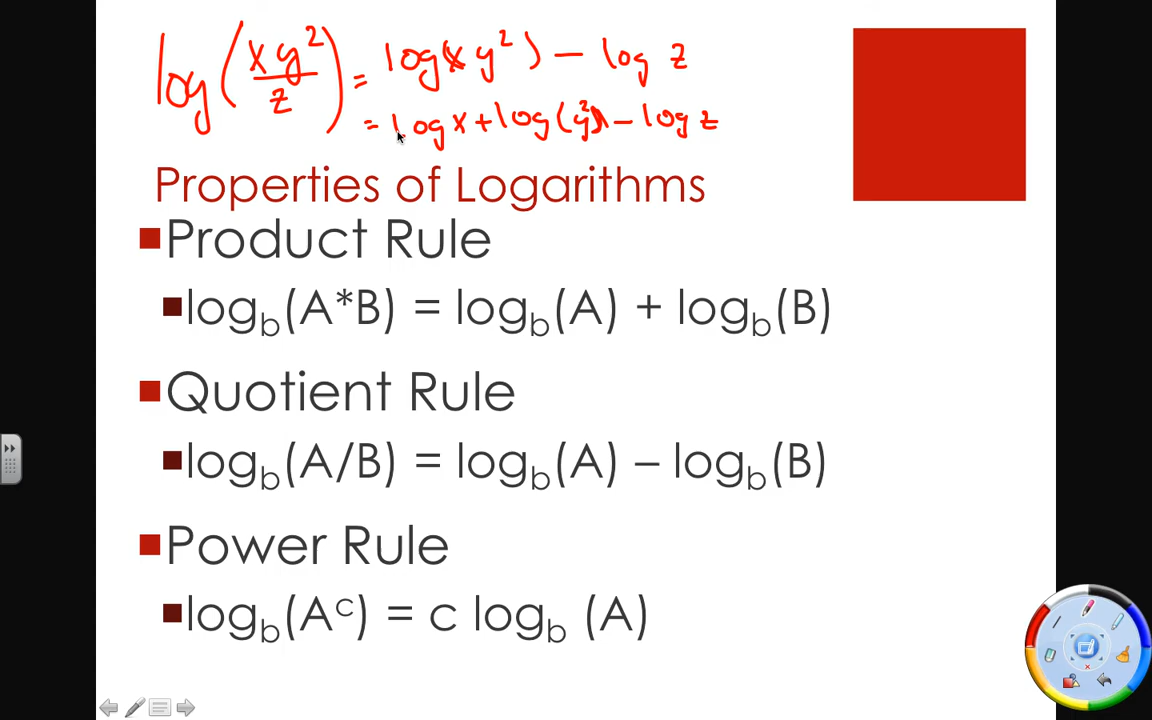 log(xy²/z) = log(xy²) − log z
= log x + log(y²) − log z
Properties of Logarithms
Product Rule
log_b(A*B) = log_b(A) + log_b(B)
Quotient Rule
log_b(A/B) = log_b(A) – log_b(B)
Power Rule
log_b(A^c) = c log_b (A)